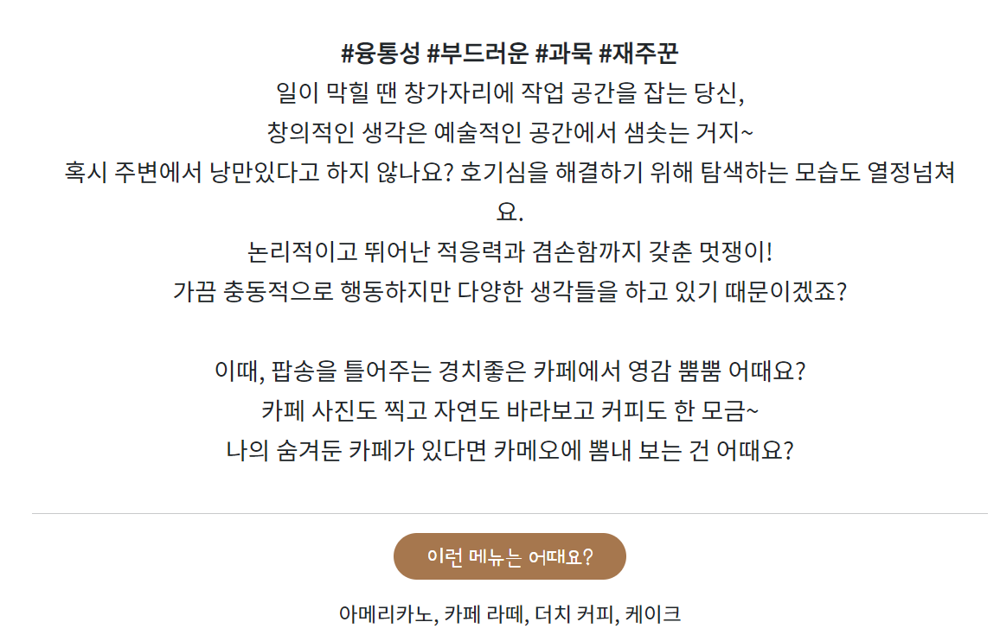 #융통성 #부드러운 #과묵 #재주꾼
일이 막힐 땐 창가자리에 작업 공간을 잡는 당신,
창의적인 생각은 예술적인 공간에서 샘솟는 거지~
혹시 주변에서 낭만있다고 하지 않나요? 호기심을 해결하기 위해 탐색하는 모습도 열정넘쳐
요.
논리적이고 뛰어난 적응력과 겸손함까지 갖춘 멋쟁이!
가끔 충동적으로 행동하지만 다양한 생각들을 하고 있기 때문이겠죠?
이때, 팝송을 틀어주는 경치좋은 카페에서 영감 뿜뿜 어때요?
카페 사진도 찍고 자연도 바라보고 커피도 한 모금~
나의 숨겨둔 카페가 있다면 카메오에 뽐내 보는 건 어때요?
이런 메뉴는 어때요?
아메리카노, 카페 라떼, 더치 커피, 케이크